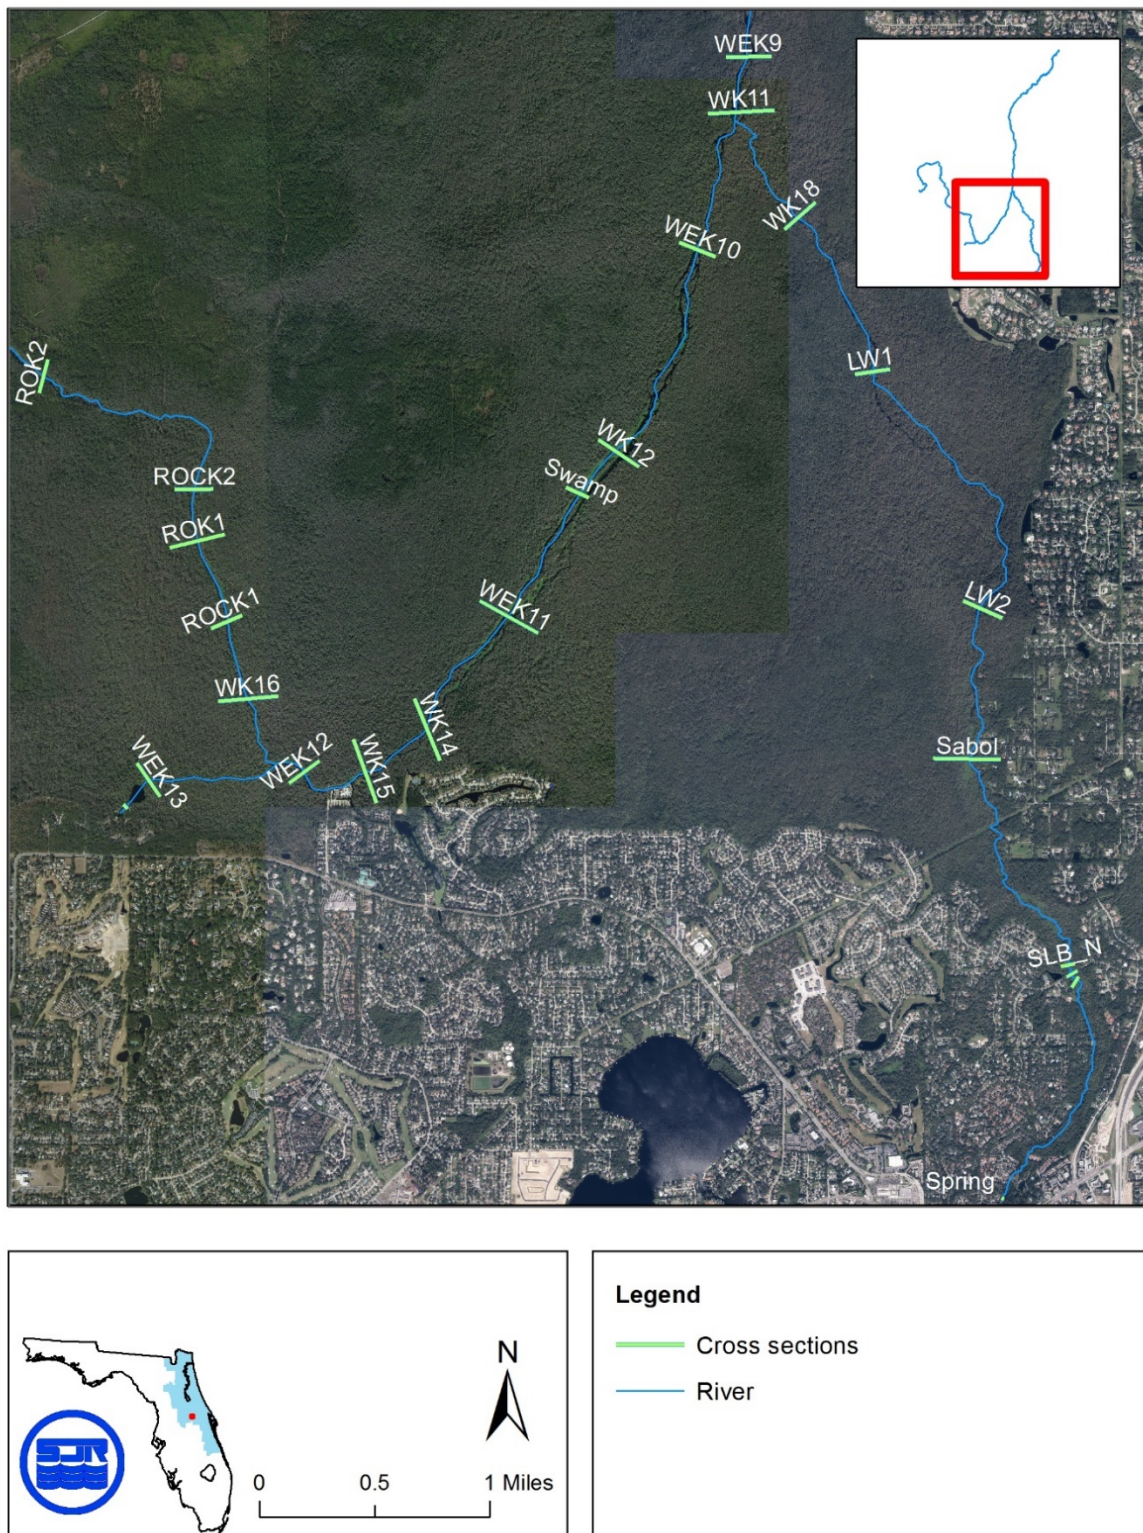 WEK9
WK11
WK18
WEK10
ROK2
LW1
WK12
ROCK2
Swamp
ROK1
WEK11
LW2
ROCK1
WK16
WK14
Sabol
WEK12
WK15
WEK13
SLB_N
Spring
Legend
Cross sections
River
N
SJR
0 0.5 1 Miles